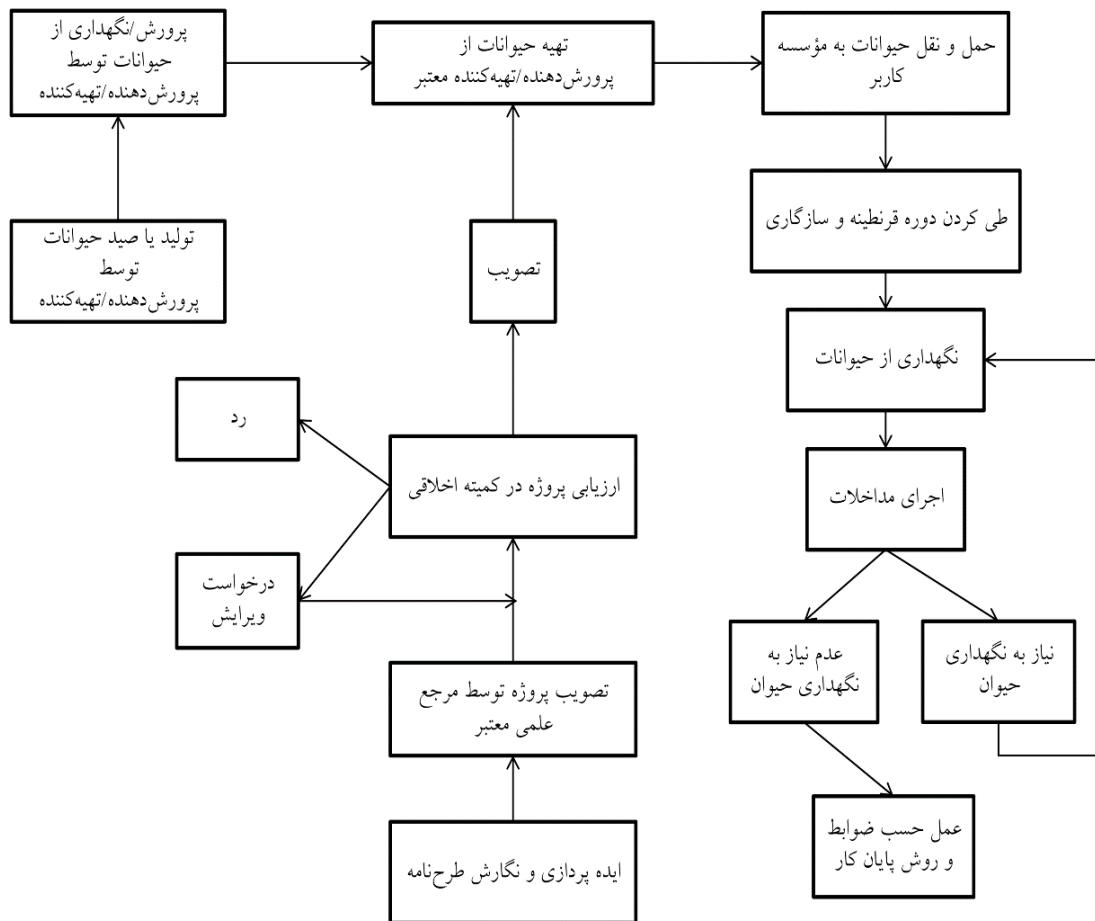 حمل و نقل حیوانات به مؤسسه
کاربر
تهیه حیوانات از
پرورش‌دهنده/تهیه‌کننده معتبر
پرورش/نگهداری از
حیوانات توسط
پرورش‌دهنده/تهیه‌کننده
تولید یا صید حیوانات
توسط
پرورش‌دهنده/تهیه‌کننده
طی کردن دوره قرنطینه و سازگاری
تصویب
نگهداری از حیوانات
رد
ارزیابی پروژه در کمیته اخلاقی
اجرای مداخلات
درخواست
ویرایش
نیاز به نگهداری
حیوان
عدم نیاز به
نگهداری حیوان
تصویب پروژه توسط مرجع
علمی معتبر
عمل حسب ضوابط
و روش پایان کار
ایده پردازی و نگارش طرح‌نامه